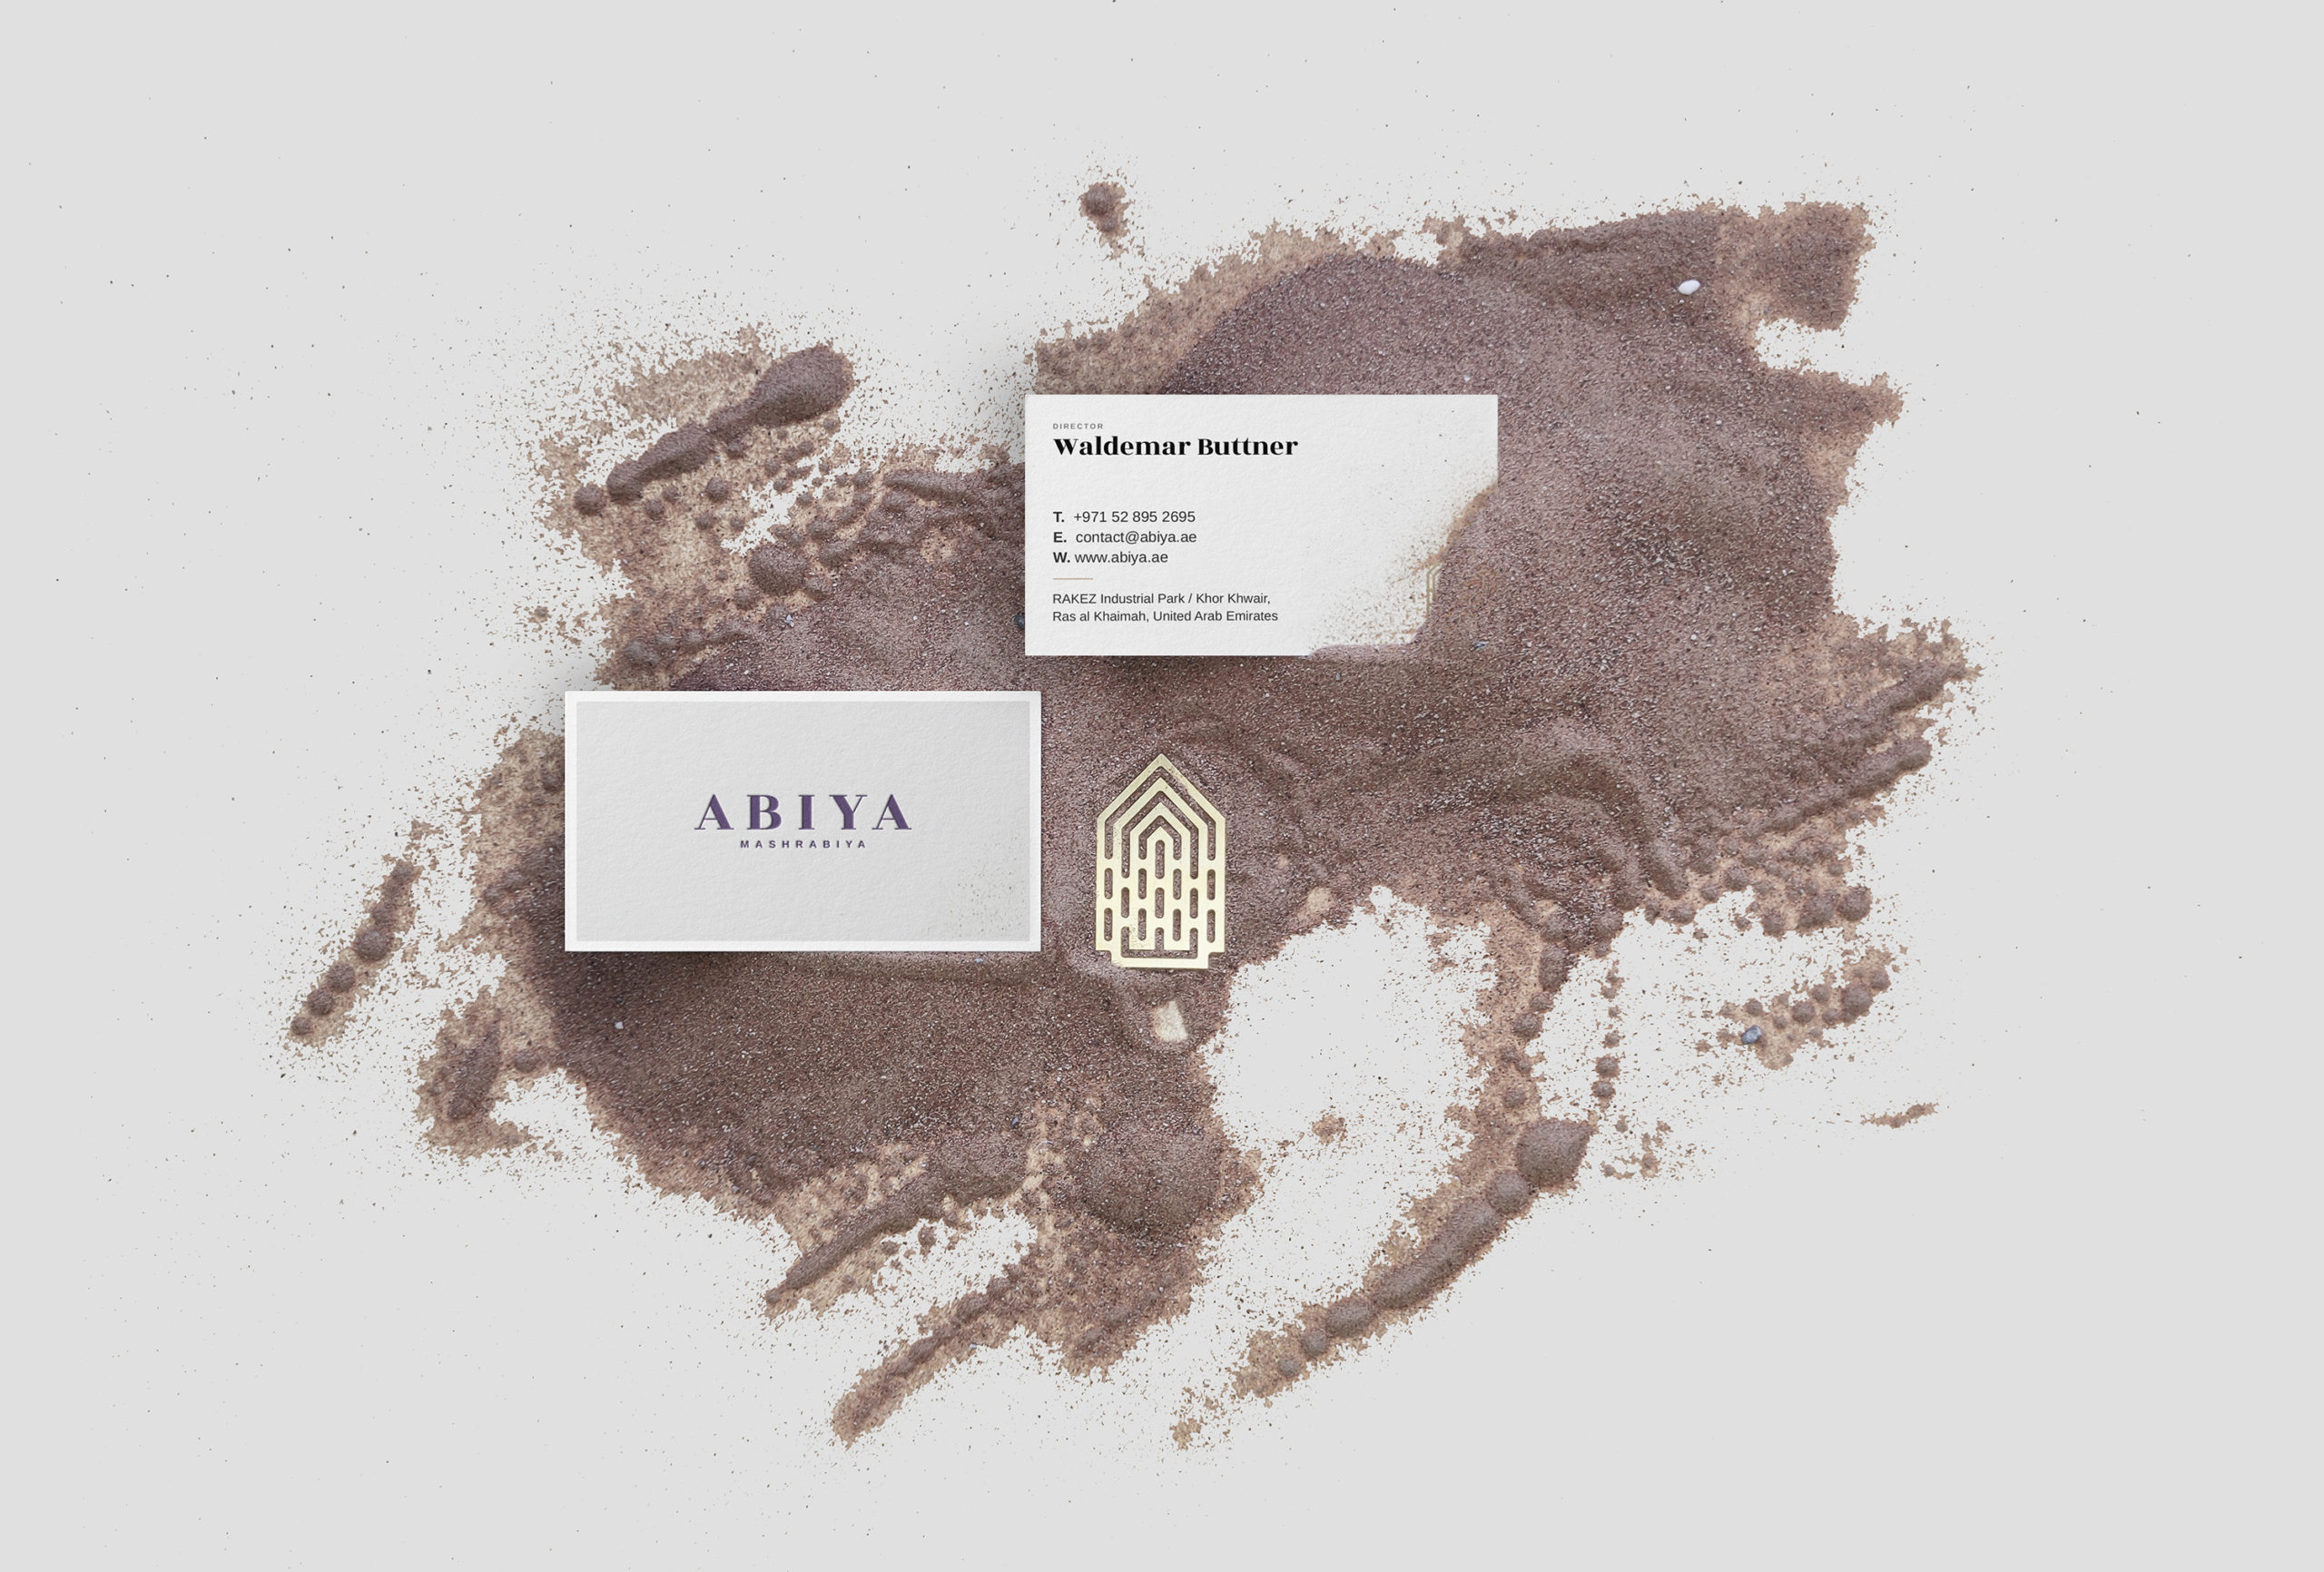 DIRECTOR
Waldemar Buttner
T. +971 52 895 2695
E. contact@abiya.ae
W. www.abiya.ae
RAKEZ Industrial Park / Khor Khwair,
Ras al Khaimah, United Arab Emirates
ABIYA
MASHRABIYA